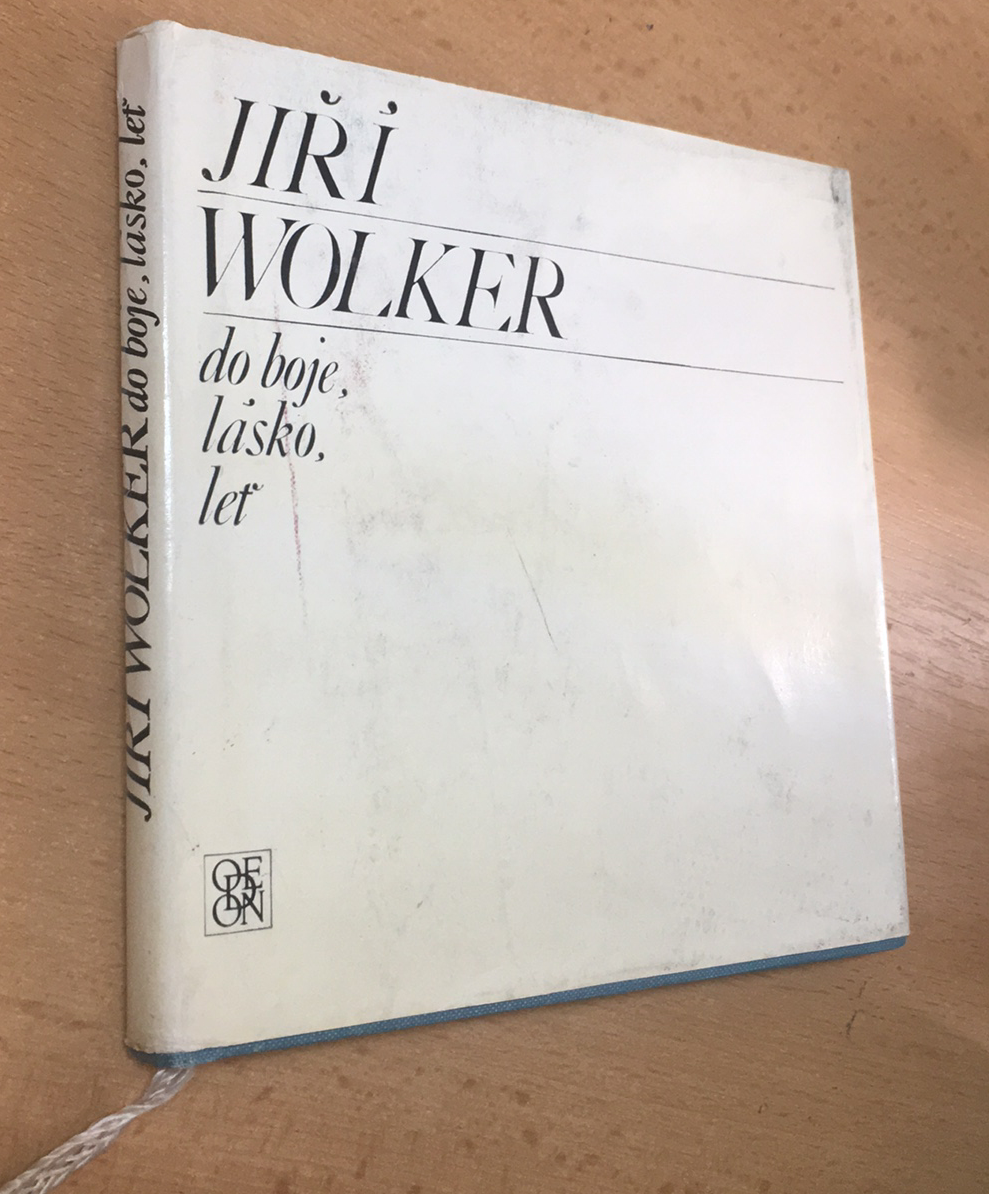 JIŘÍ
WOLKER
do boje,
lásko,
leť
JIŘÍ WOLKER do boje, lásko, leť
ODEON